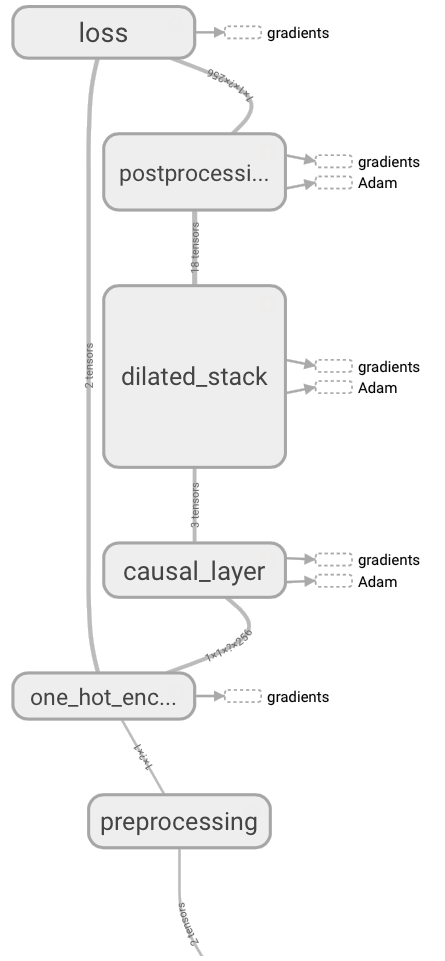 loss
gradients
1×1×?×256
postprocessi...
gradients
Adam
18 tensors
dilated_stack
gradients
Adam
2 tensors
3 tensors
causal_layer
gradients
Adam
1×1×?×256
one_hot_enc...
gradients
1×?×1
preprocessing
2 tensors